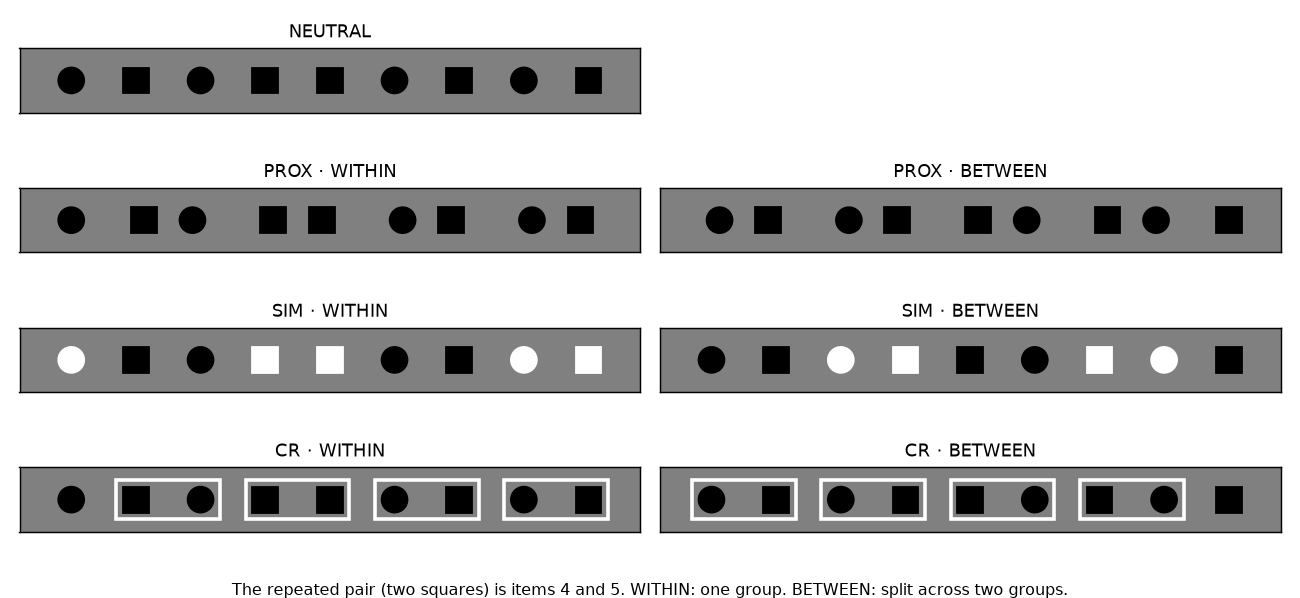 NEUTRAL
PROX · WITHIN
PROX · BETWEEN
SIM · WITHIN
SIM · BETWEEN
CR · WITHIN
CR · BETWEEN
The repeated pair (two squares) is items 4 and 5. WITHIN: one group. BETWEEN: split across two groups.